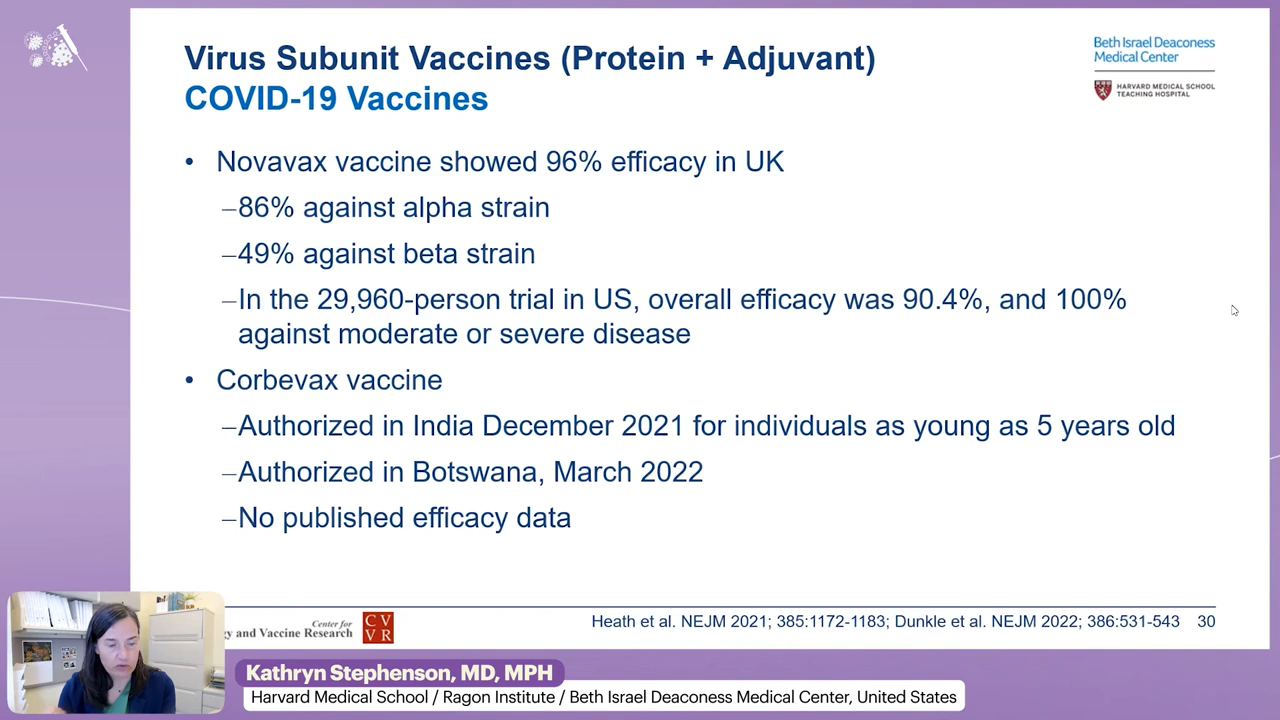 Virus Subunit Vaccines (Protein + Adjuvant)
COVID-19 Vaccines
Beth Israel Deaconess
Medical Center
HARVARD MEDICAL SCHOOL
TEACHING HOSPITAL
• Novavax vaccine showed 96% efficacy in UK
–86% against alpha strain
–49% against beta strain
–In the 29,960-person trial in US, overall efficacy was 90.4%, and 100%
against moderate or severe disease
• Corbevax vaccine
–Authorized in India December 2021 for individuals as young as 5 years old
–Authorized in Botswana, March 2022
–No published efficacy data
Center for
and Vaccine Research
C V
V R
Heath et al. NEJM 2021; 385:1172-1183; Dunkle et al. NEJM 2022; 386:531-543 30
Kathryn Stephenson, MD, MPH
Harvard Medical School / Ragon Institute / Beth Israel Deaconess Medical Center, United States